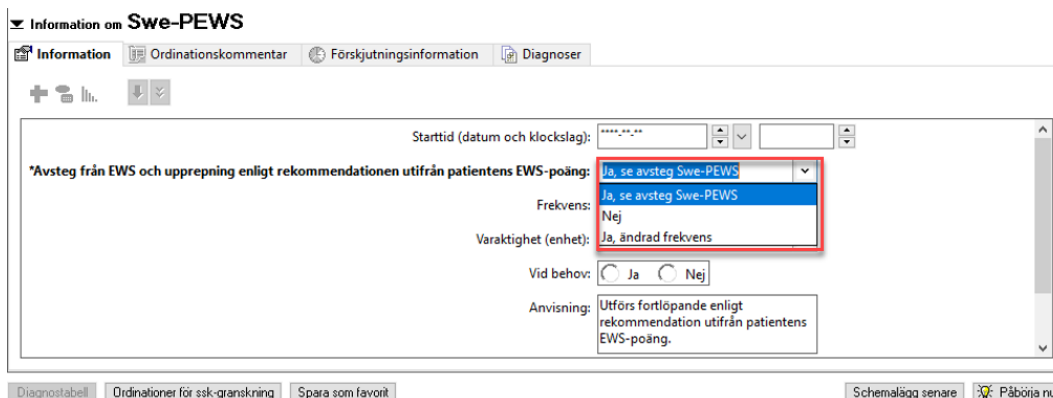 Information om Swe-PEWS
Information Ordinationskommentar Förskjutningsinformation Diagnoser
Starttid (datum och klockslag): ****-**-**
*Avsteg från EWS och upprepning enligt rekommendationen utifrån patientens EWS-poäng: Ja, se avsteg Swe-PEWS
Ja, se avsteg Swe-PEWS
Frekvens:
Nej
Varaktighet (enhet): Ja, ändrad frekvens
Vid behov: Ja Nej
Anvisning: Utförs fortlöpande enligt
rekommendation utifrån patientens
EWS-poäng.
Diagnostabell Ordinationer för ssk-granskning Spara som favorit Schemalägg senare Påbörja nu